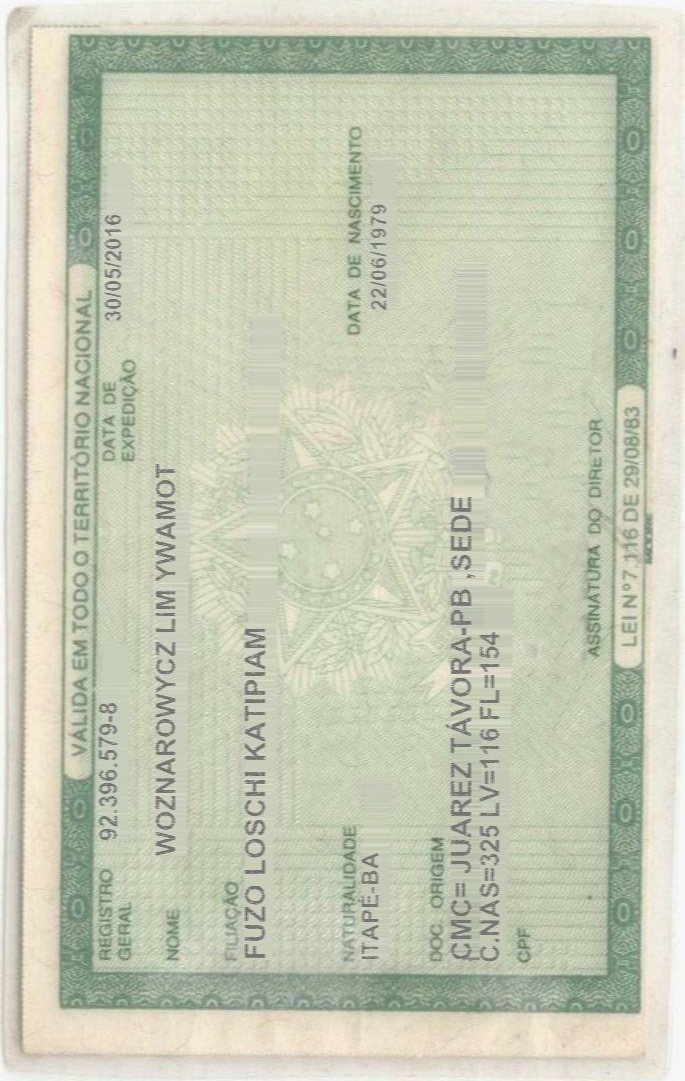 VÁLIDA EM TODO O TERRITÓRIO NACIONAL
REGISTRO GERAL 92.396.579-8 DATA DE EXPEDIÇÃO 30/05/2016
NOME WOZNAROWYCZ LIM YWAMOT
FILIAÇÃO
FUZO LOSCHI KATIPIAM
NATURALIDADE DATA DE NASCIMENTO
ITAPÉ-BA 22/06/1979
DOC. ORIGEM
CMC= JUAREZ TÁVORA-PB ,SEDE
C.NAS=325 LV=116 FL=154
CPF
ASSINATURA DO DIRETOR
LEI Nº 7.116 DE 29/08/83